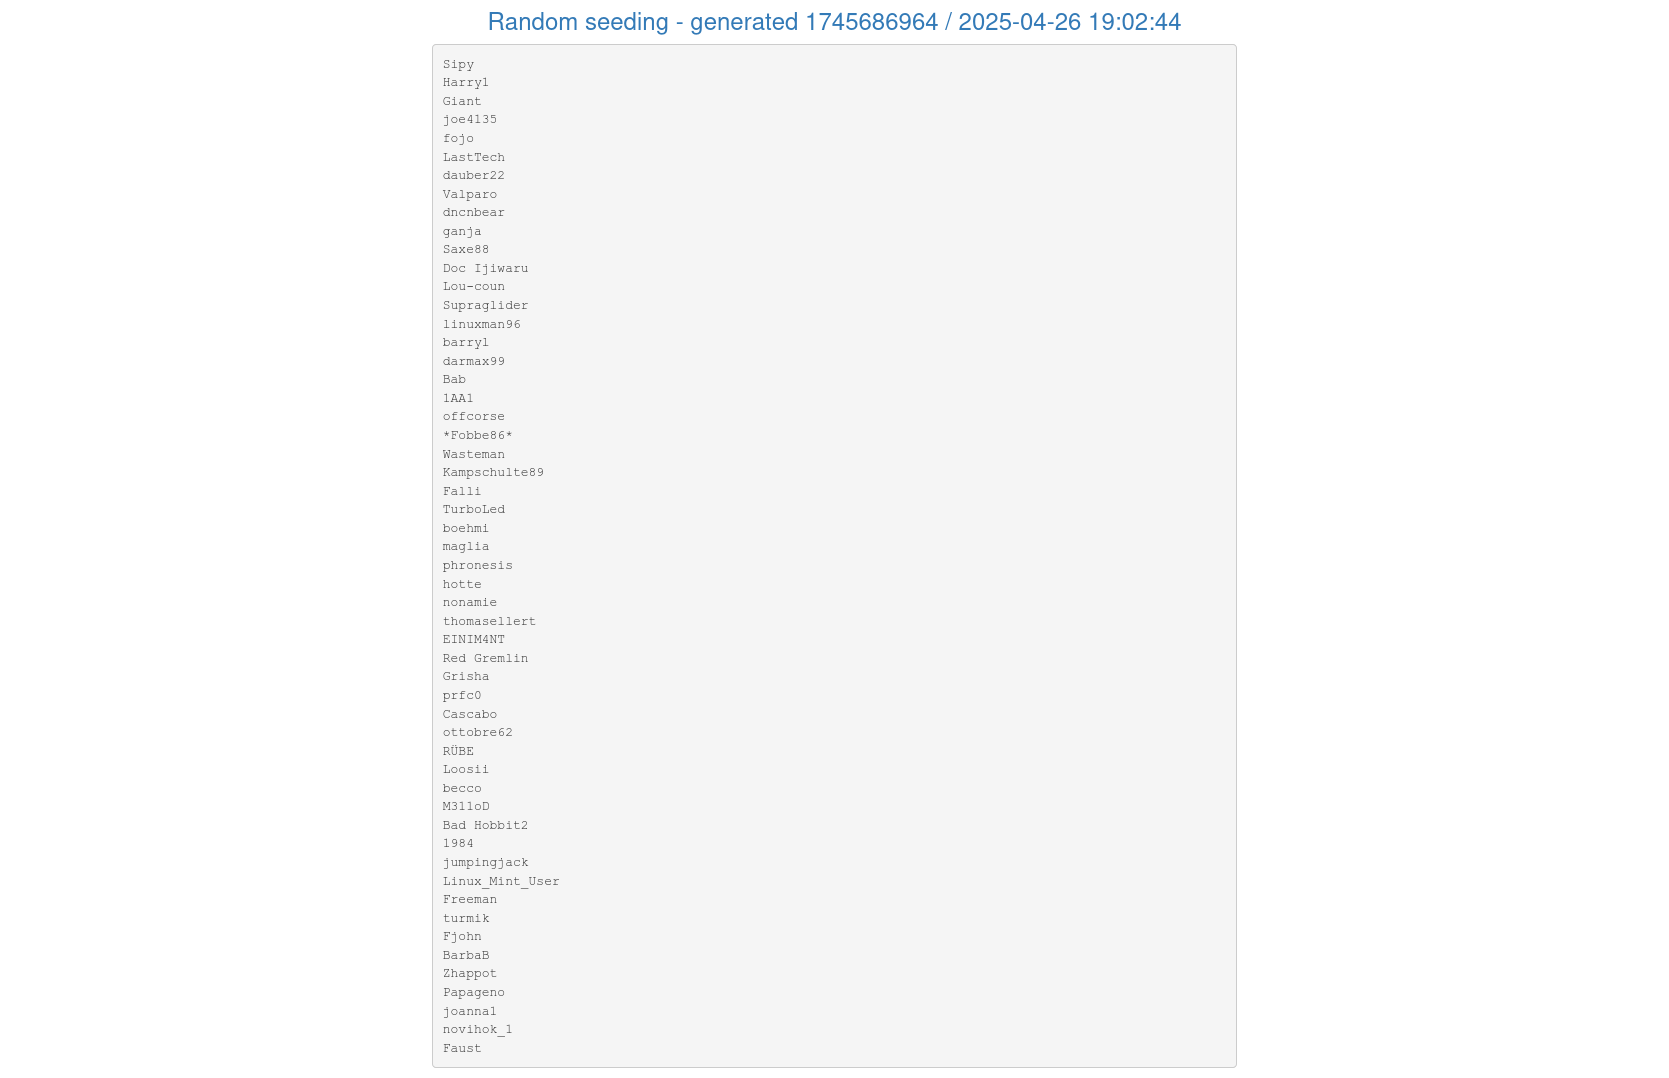 Random seeding - generated 1745686964 / 2025-04-26 19:02:44
Sipy
Harry1
Giant
joe4135
fojo
LastTech
dauber22
Valparo
dncnbear
ganja
Saxe88
Doc Ijiwaru
Lou-coun
Supraglider
linuxman96
barry1
darmax99
Bab
1AA1
offcorse
*Fobbe86*
Wasteman
Kampschulte89
Falli
TurboLed
boehmi
maglia
phronesis
hotte
nonamie
thomasellert
EINIM4NT
Red Gremlin
Grisha
prfc0
Cascabo
ottobre62
RÜBE
Loosii
becco
M3lloD
Bad Hobbit2
1984
jumpingjack
Linux_Mint_User
Freeman
turmik
Fjohn
BarbaB
Zhappot
Papageno
joanna1
novihok_1
Faust